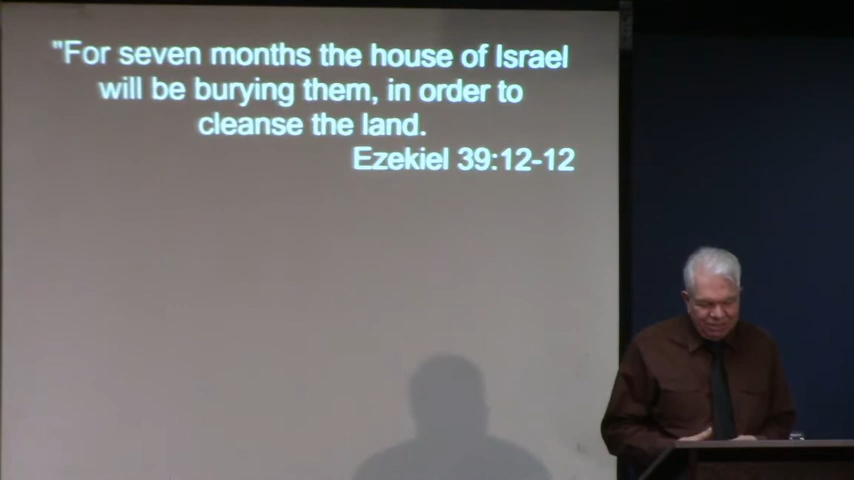 "For seven months the house of Israel
will be burying them, in order to
cleanse the land.
Ezekiel 39:12-12